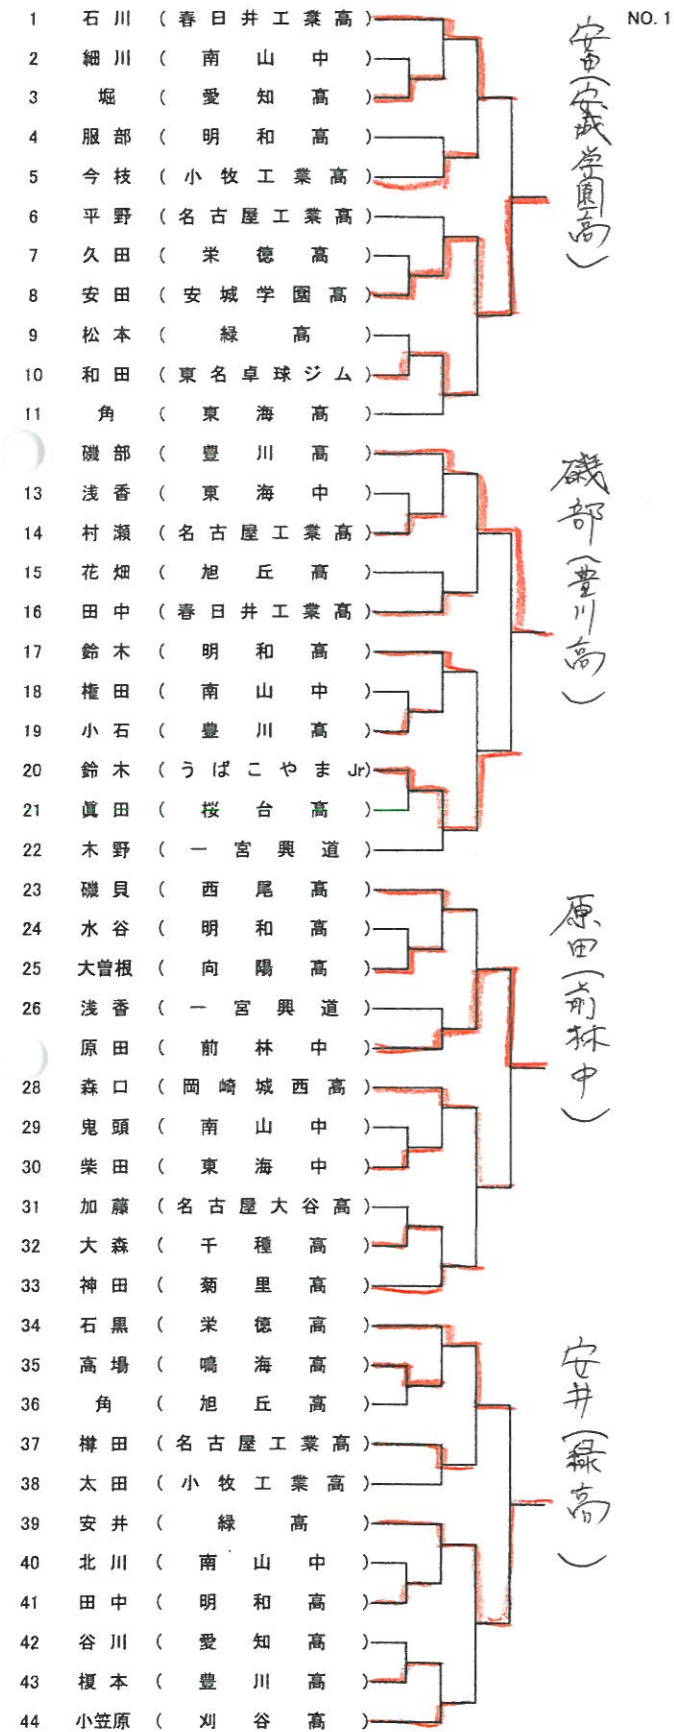 NO. 1
1 石川 (春日井工業高)
2 細川 (南山中)
3 堀 (愛知高)
4 服部 (明和高)
5 今枝 (小牧工業高)
6 平野 (名古屋工業高)
7 久田 (栄徳高)
8 安田 (安城学園高)
9 松本 (緑高)
10 和田 (東名卓球ジム)
11 角 (東海高)
磯部 (豊川高)
13 浅香 (東海中)
14 村瀬 (名古屋工業高)
15 花畑 (旭丘高)
16 田中 (春日井工業高)
17 鈴木 (明和高)
18 権田 (南山中)
19 小石 (豊川高)
20 鈴木 (うばこやまJr)
21 眞田 (桜台高)
22 木野 (一宮興道)
23 磯貝 (西尾高)
24 水谷 (明和高)
25 大曽根 (向陽高)
26 浅香 (一宮興道)
原田 (前林中)
28 森口 (岡崎城西高)
29 鬼頭 (南山中)
30 柴田 (東海中)
31 加藤 (名古屋大谷高)
32 大森 (千種高)
33 神田 (菊里高)
34 石黒 (栄徳高)
35 高場 (鳴海高)
36 角 (旭丘高)
37 樽田 (名古屋工業高)
38 太田 (小牧工業高)
39 安井 (緑高)
40 北川 (南山中)
41 田中 (明和高)
42 谷川 (愛知高)
43 榎本 (豊川高)
44 小笠原 (刈谷高)
安田(安城学園高)
磯部(豊川高)
原田(前林中)
安井(緑高)